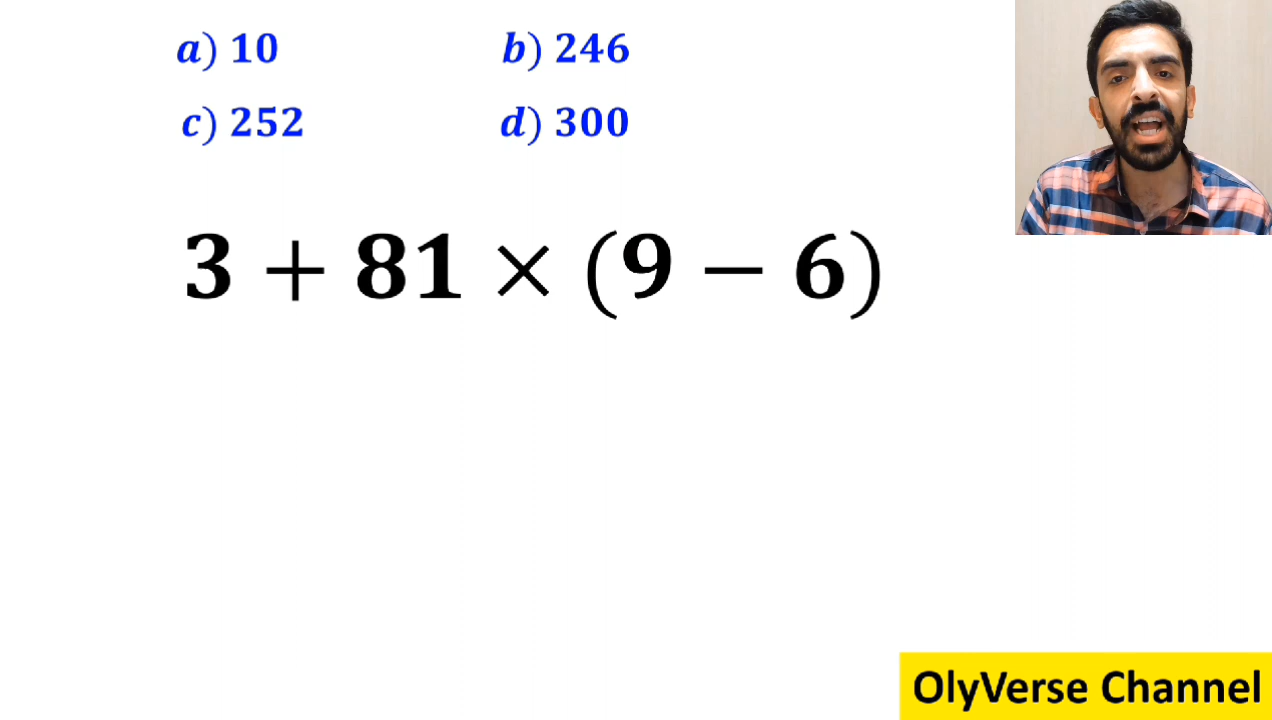 a) 10 b) 246
c) 252 d) 300
3 + 81 × (9 − 6)
OlyVerse Channel